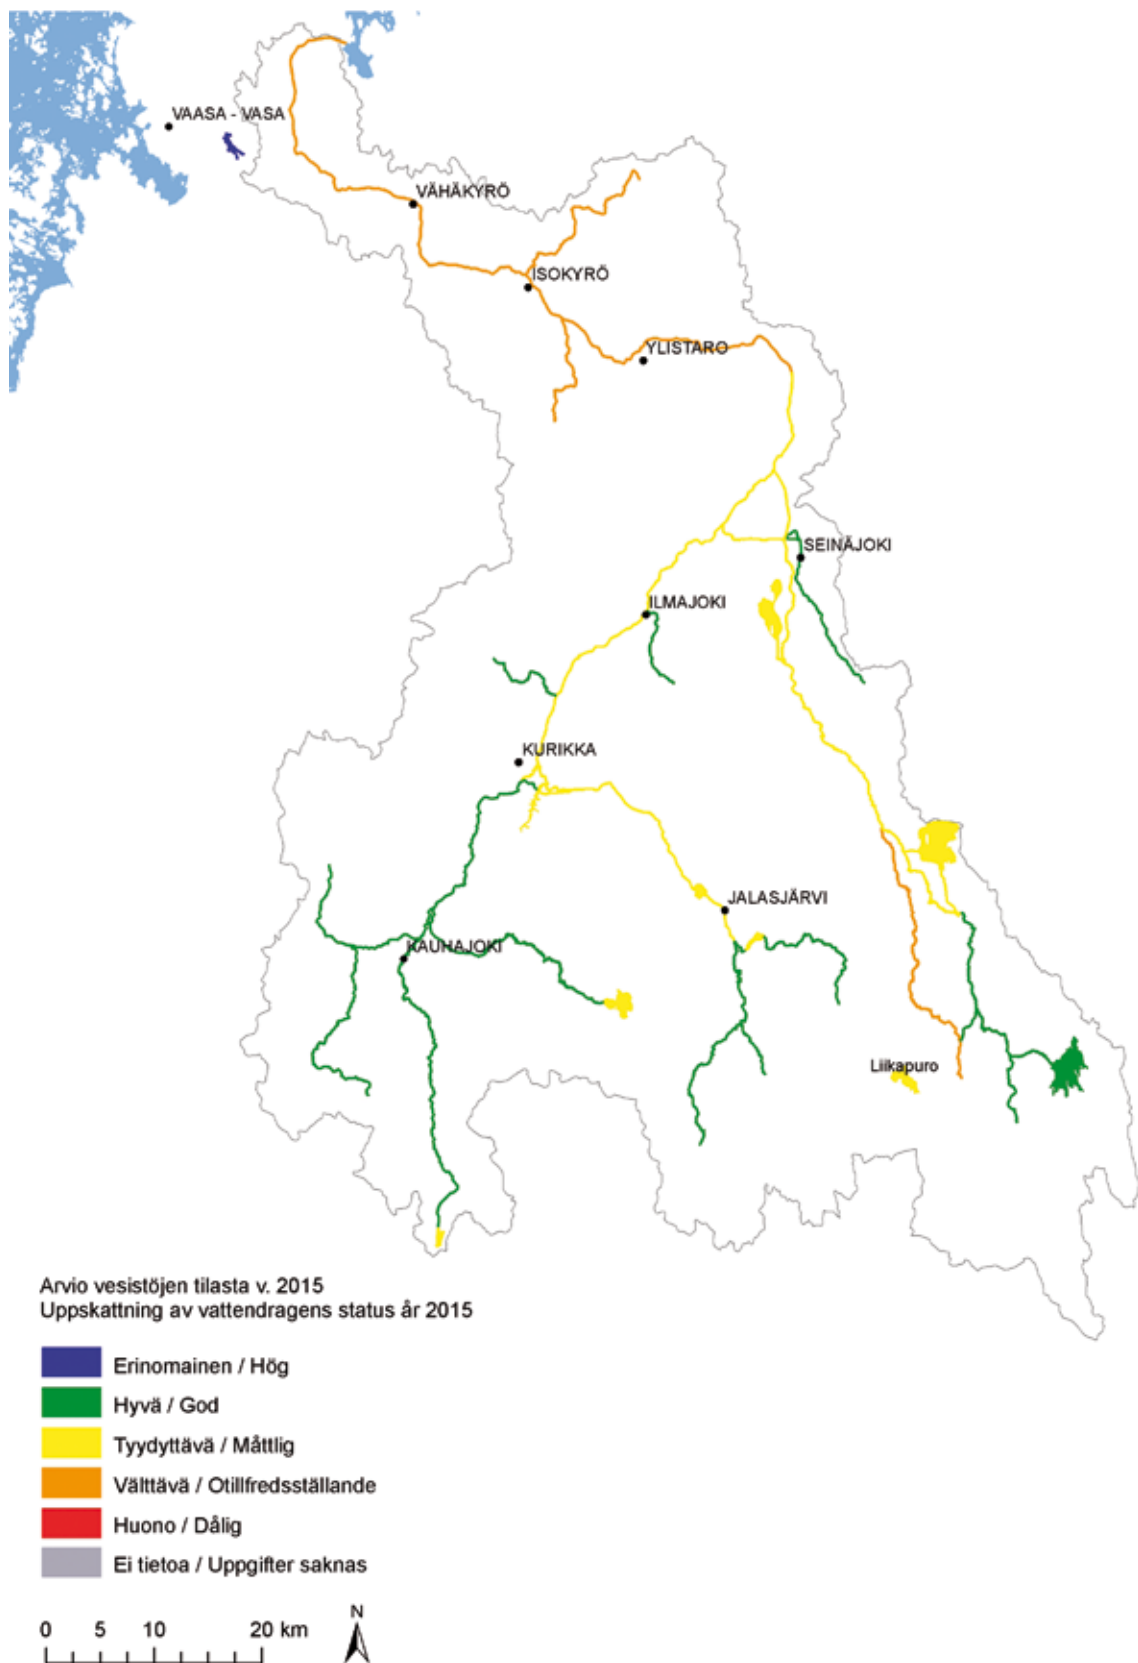 VAASA - VASA
VÄHÄKYRÖ
ISOKYRÖ
YLISTARO
SEINÄJOKI
ILMAJOKI
KURIKKA
JALASJÄRVI
KAUHAJOKI
Liikapuro
Arvio vesistöjen tilasta v. 2015
Uppskattning av vattendragens status år 2015
Erinomainen / Hög
Hyvä / God
Tyydyttävä / Måttlig
Välttävä / Otillfredsställande
Huono / Dålig
Ei tietoa / Uppgifter saknas
0 5 10 20 km
N